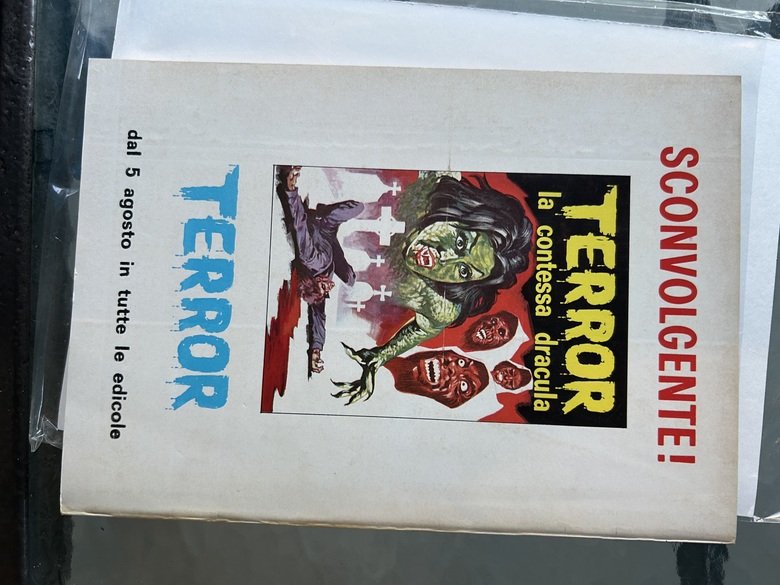 SCONVOLGENTE!
TERROR
la contessa dracula
TERROR
dal 5 agosto in tutte le edicole